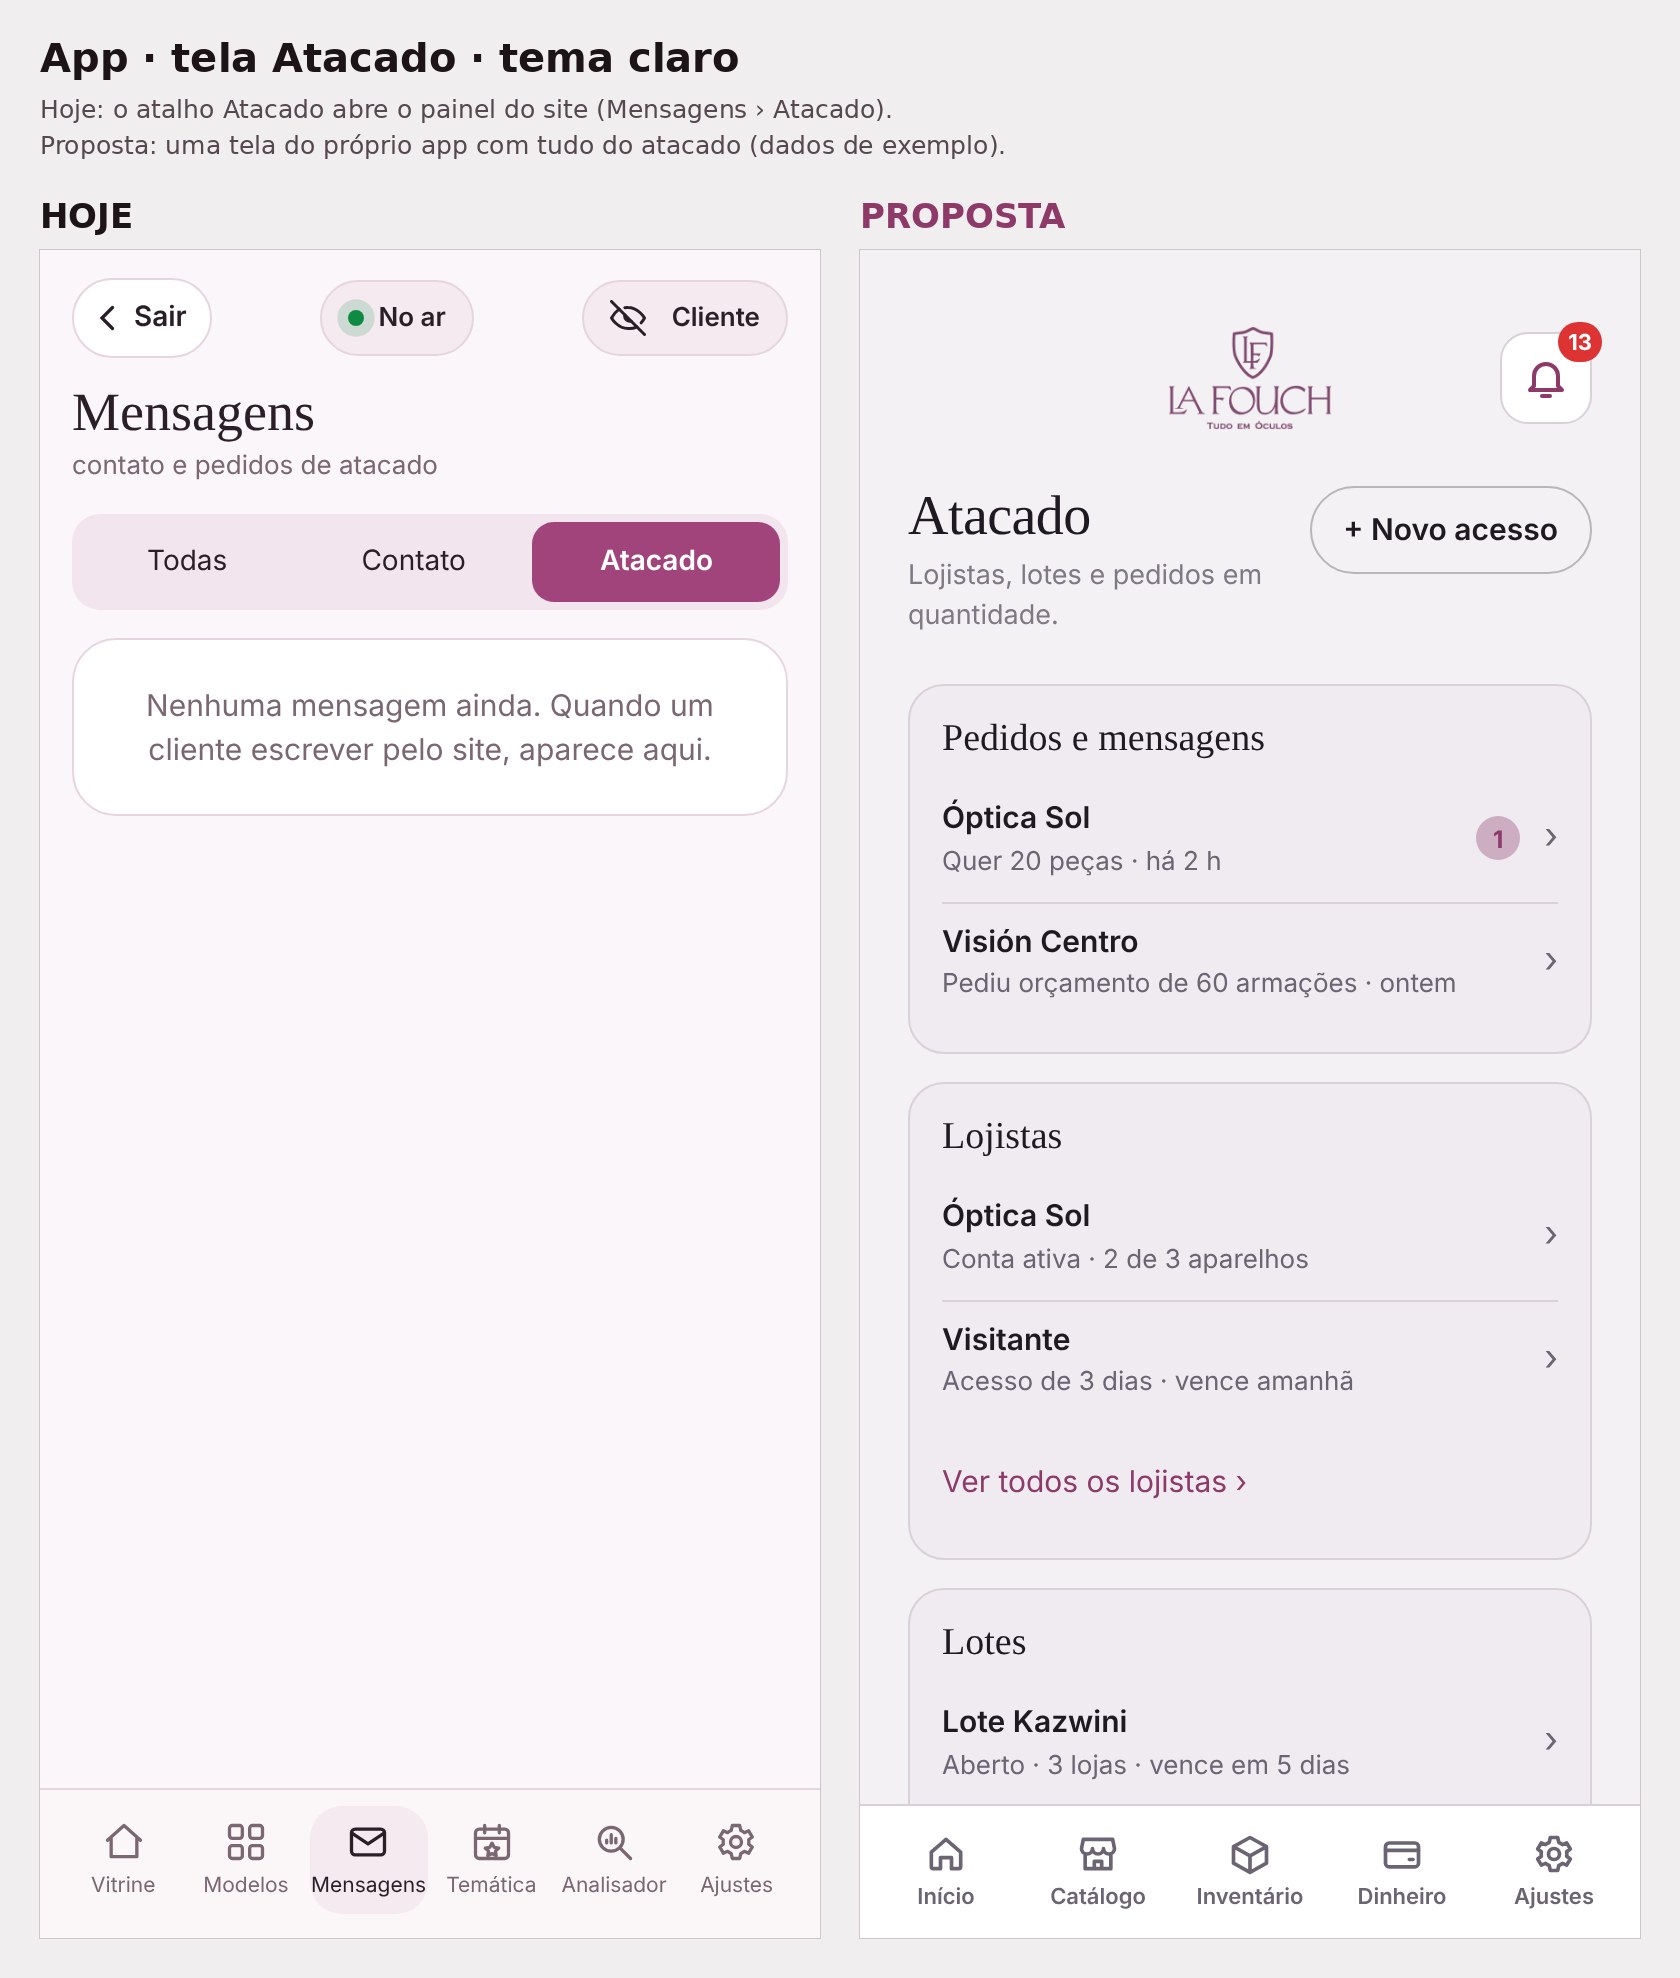 App · tela Atacado · tema claro
Hoje: o atalho Atacado abre o painel do site (Mensagens › Atacado).
Proposta: uma tela do próprio app com tudo do atacado (dados de exemplo).
HOJE
Sair
No ar
Cliente
Mensagens
contato e pedidos de atacado
Todas
Contato
Atacado
Nenhuma mensagem ainda. Quando um
cliente escrever pelo site, aparece aqui.
Vitrine
Modelos
Mensagens
Temática
Analisador
Ajustes
PROPOSTA
LF
LA FOUCH
TUDO EM ÓCULOS
13
Atacado
+ Novo acesso
Lojistas, lotes e pedidos em
quantidade.
Pedidos e mensagens
Óptica Sol
Quer 20 peças · há 2 h
1 ›
Visión Centro
Pediu orçamento de 60 armações · ontem
›
Lojistas
Óptica Sol
Conta ativa · 2 de 3 aparelhos
›
Visitante
Acesso de 3 dias · vence amanhã
›
Ver todos os lojistas ›
Lotes
Lote Kazwini
Aberto · 3 lojas · vence em 5 dias
›
Início
Catálogo
Inventário
Dinheiro
Ajustes